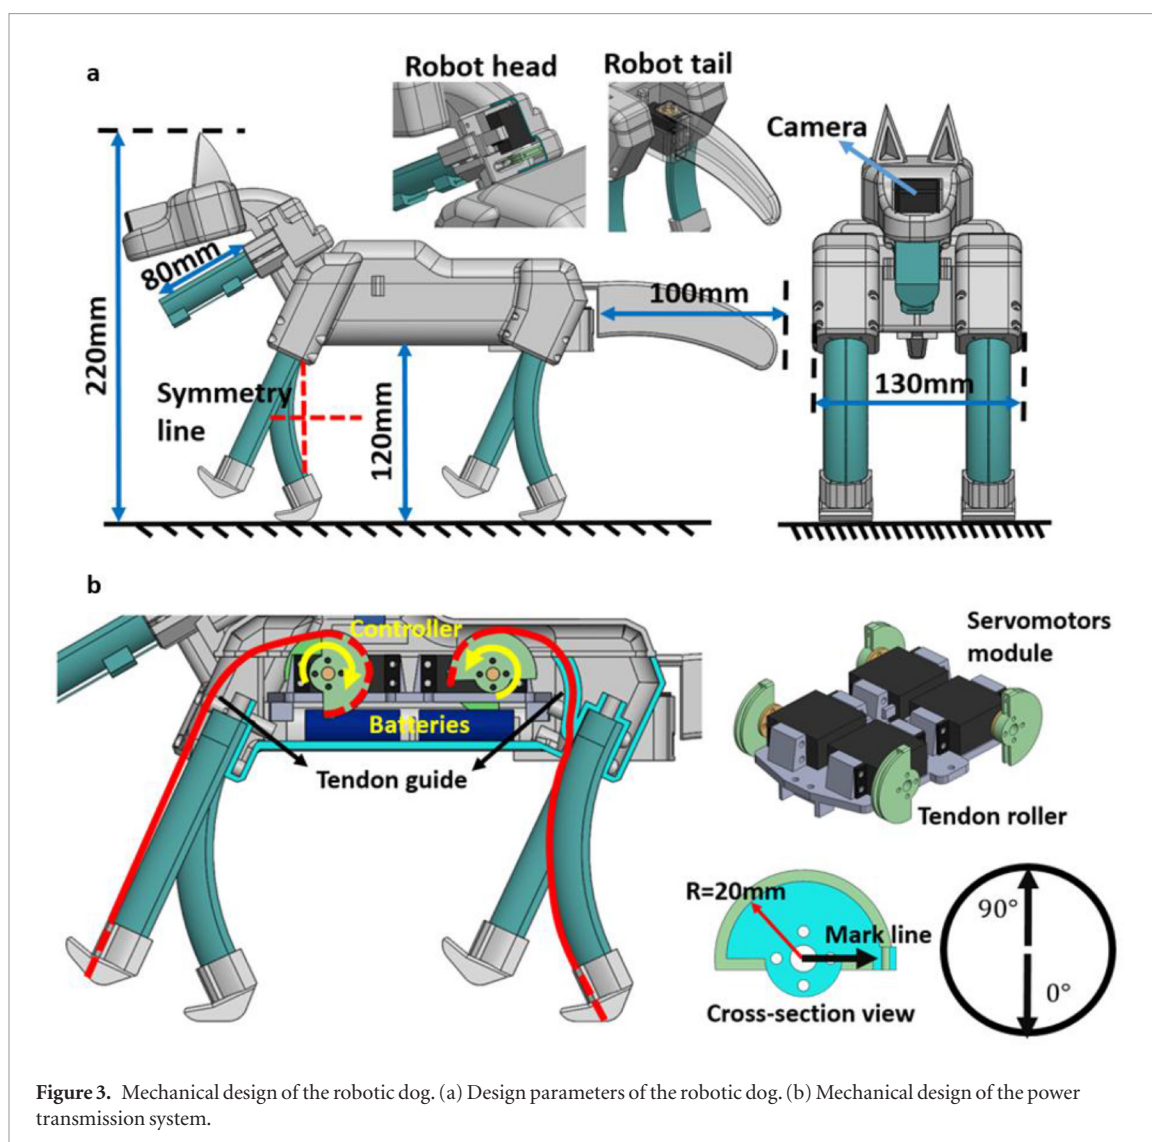 a
Robot head
Robot tail
Camera
80mm
220mm
100mm
Symmetry
line
120mm
130mm
b
Controller
Batteries
Tendon guide
Servomotors
module
Tendon roller
R=20mm
Mark line
Cross-section view
90°
0°
Figure 3. Mechanical design of the robotic dog. (a) Design parameters of the robotic dog. (b) Mechanical design of the power
transmission system.